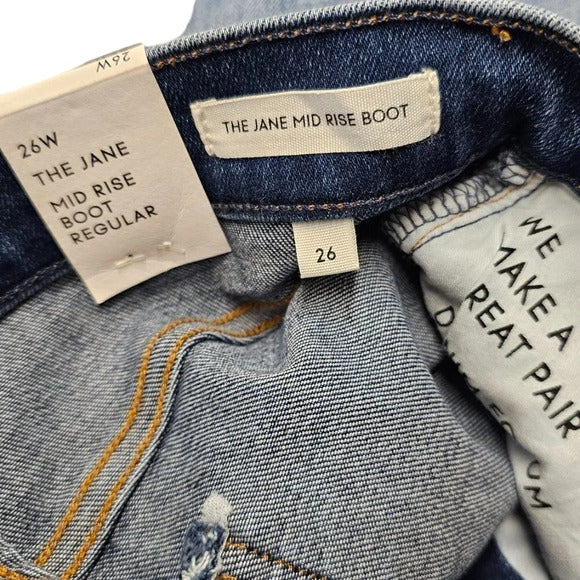 26W
26W
THE JANE
MID RISE
BOOT
REGULAR
THE JANE MID RISE BOOT
26
WE
MAKE A
REAT PAIR